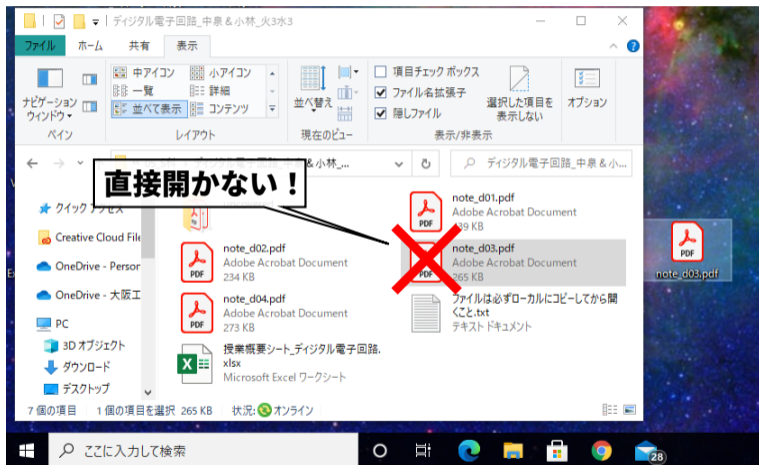 ディジタル電子回路_中泉＆小林_火3水3
ファイル ホーム 共有 表示
ナビゲーション
ウィンドウ
ペイン
中アイコン 小アイコン
一覧 詳細
並べて表示 コンテンツ
レイアウト
並べ替え
現在のビュー
項目チェック ボックス
ファイル名拡張子
隠しファイル
選択した項目を
表示しない
表示/非表示
オプション
＆小林_...
ディジタル電子回路_中泉＆小...
直接開かない！
クイック アクセス
Creative Cloud File
OneDrive - Person
OneDrive - 大阪工
PC
3D オブジェクト
ダウンロード
デスクトップ
note_d01.pdf
Adobe Acrobat Document
KB
note_d02.pdf
Adobe Acrobat Document
234 KB
note_d03.pdf
Adobe Acrobat Document
265 KB
note_d04.pdf
Adobe Acrobat Document
273 KB
ファイルは必ずローカルにコピーしてから開
くこと.txt
テキスト ドキュメント
授業概要シート_ディジタル電子回路.
xlsx
Microsoft Excel ワークシート
7 個の項目 1 個の項目を選択 265 KB 状況: オンライン
PDF
note_d03.pdf
ここに入力して検索
28